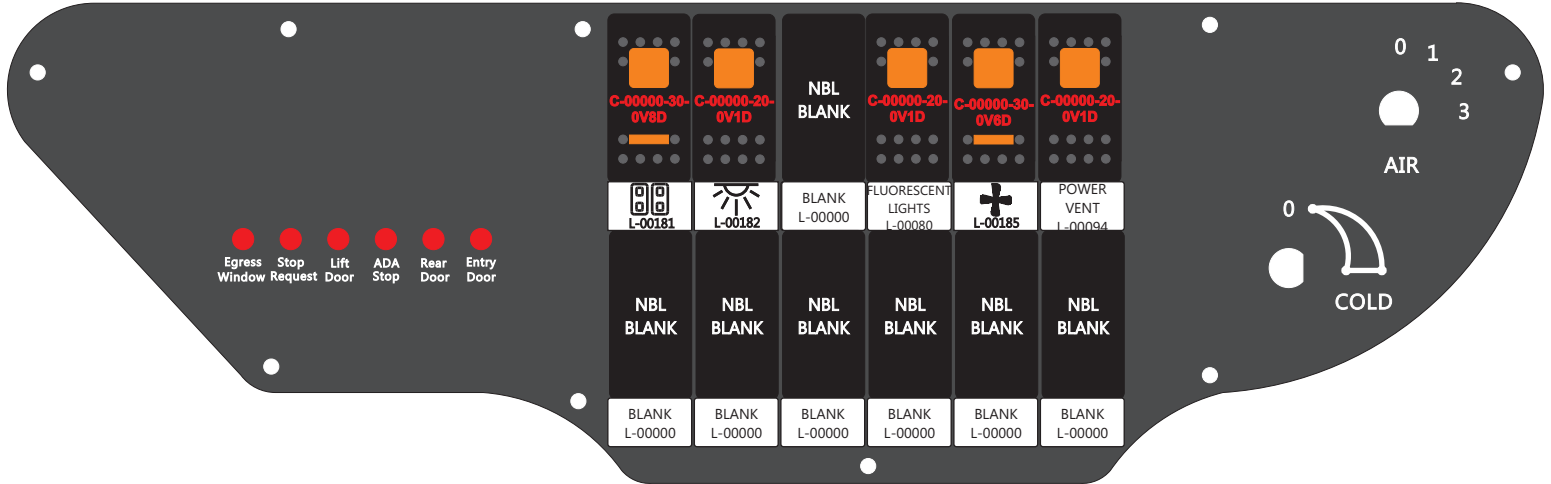 0
1
2
3
AIR
0
COLD
Egress
Window
Stop
Request
Lift
Door
ADA
Stop
Rear
Door
Entry
Door
C-00000-30-
0V8D
C-00000-20-
0V1D
NBL
BLANK
C-00000-20-
0V1D
C-00000-30-
0V6D
C-00000-20-
0V1D
L-00181
L-00182
BLANK
L-00000
FLUORESCENT
LIGHTS
L-00080
L-00185
POWER
VENT
L-00094
NBL
BLANK
NBL
BLANK
NBL
BLANK
NBL
BLANK
NBL
BLANK
NBL
BLANK
BLANK
L-00000
BLANK
L-00000
BLANK
L-00000
BLANK
L-00000
BLANK
L-00000
BLANK
L-00000